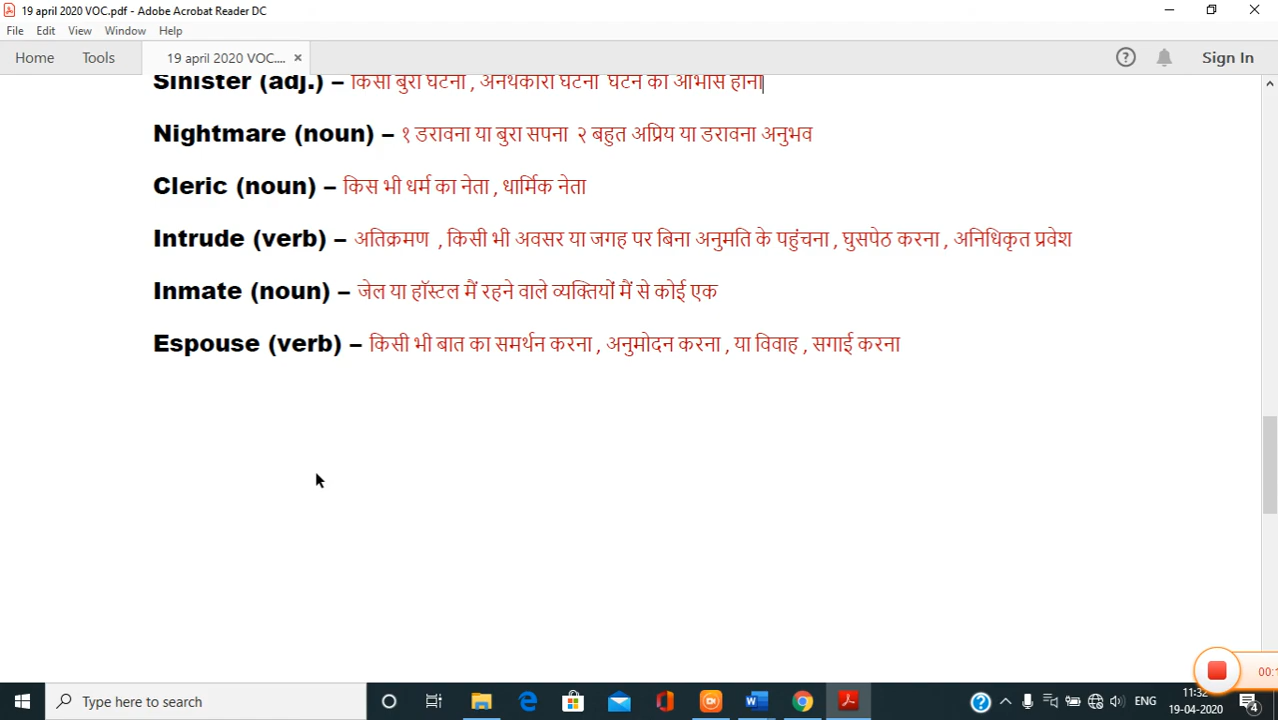 19 april 2020 VOC.pdf - Adobe Acrobat Reader DC
File Edit View Window Help
Home Tools 19 april 2020 VOC.... × Sign In
Sinister (adj.) – किसी बुरी घटना , अनर्थकारी घटना घटने का आभास होना
Nightmare (noun) – १ डरावना या बुरा सपना २ बहुत अप्रिय या डरावना अनुभव
Cleric (noun) – किस भी धर्म का नेता , धार्मिक नेता
Intrude (verb) – अतिक्रमण , किसी भी अवसर या जगह पर बिना अनुमति के पहुंचना , घुसपेठ करना , अनिधिकृत प्रवेश
Inmate (noun) – जेल या हॉस्टल मैं रहने वाले व्यक्तियों मैं से कोई एक
Espouse (verb) – किसी भी बात का समर्थन करना , अनुमोदन करना , या विवाह , सगाई करना
Type here to search
ENG
11:32
19-04-2020
4